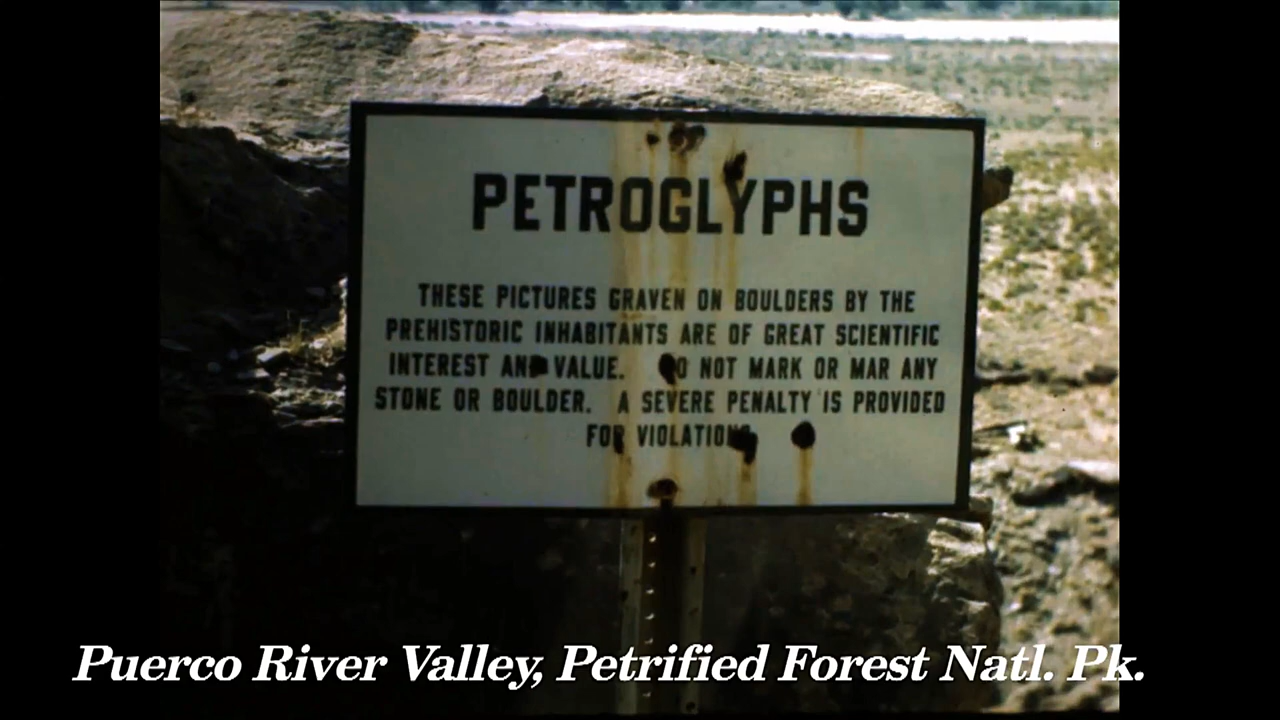 PETROGLYPHS
THESE PICTURES GRAVEN ON BOULDERS BY THE
PREHISTORIC INHABITANTS ARE OF GREAT SCIENTIFIC
INTEREST AND VALUE. DO NOT MARK OR MAR ANY
STONE OR BOULDER. A SEVERE PENALTY IS PROVIDED
FOR VIOLATIONS
Puerco River Valley, Petrified Forest Natl. Pk.